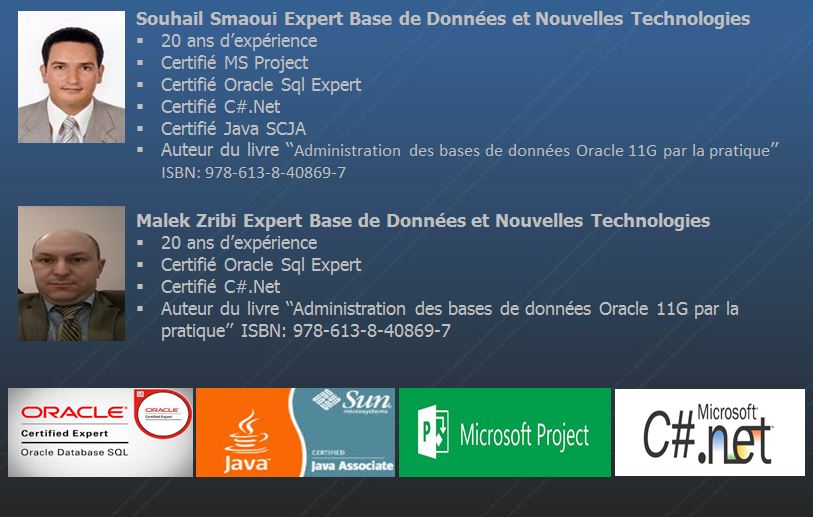 Souhail Smaoui Expert Base de Données et Nouvelles Technologies
▪ 20 ans d’expérience
▪ Certifié MS Project
▪ Certifié Oracle Sql Expert
▪ Certifié C#.Net
▪ Certifié Java SCJA
▪ Auteur du livre “Administration des bases de données Oracle 11G par la pratique”
ISBN: 978-613-8-40869-7
Malek Zribi Expert Base de Données et Nouvelles Technologies
▪ 20 ans d’expérience
▪ Certifié Oracle Sql Expert
▪ Certifié C#.Net
▪ Auteur du livre “Administration des bases de données Oracle 11G par la
pratique” ISBN: 978-613-8-40869-7
ORACLE®
Certified Expert
Oracle Database SQL
ORACLE
Certified Expert
Java
Sun
microsystems
CERTIFIED
Java Associate
P
Microsoft Project
Microsoft
C#.net